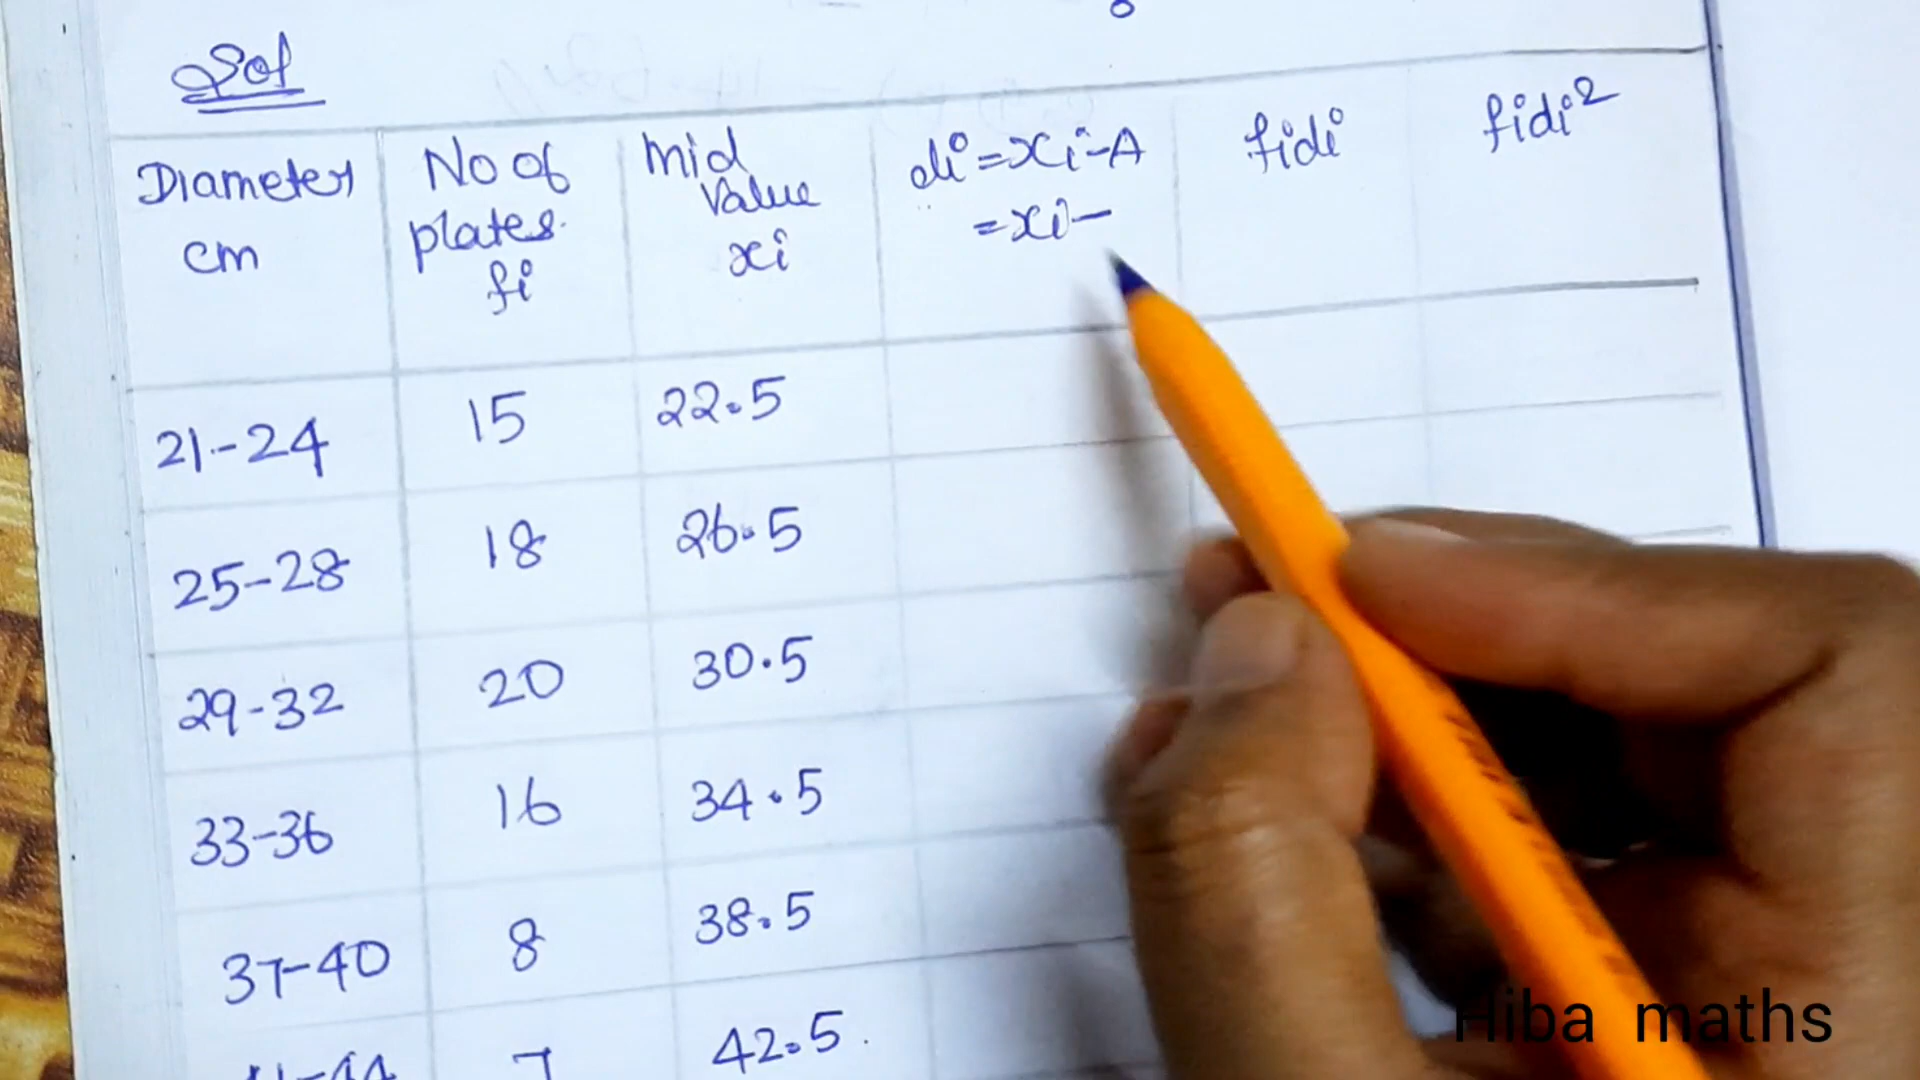 Sol
Diameter cm | No of plates. fi | Mid Value xi | di=xi-A =xi- | fidi | fidi²
21-24 | 15 | 22.5
25-28 | 18 | 26.5
29-32 | 20 | 30.5
33-36 | 16 | 34.5
37-40 | 8 | 38.5
7 | 42.5
Hiba maths